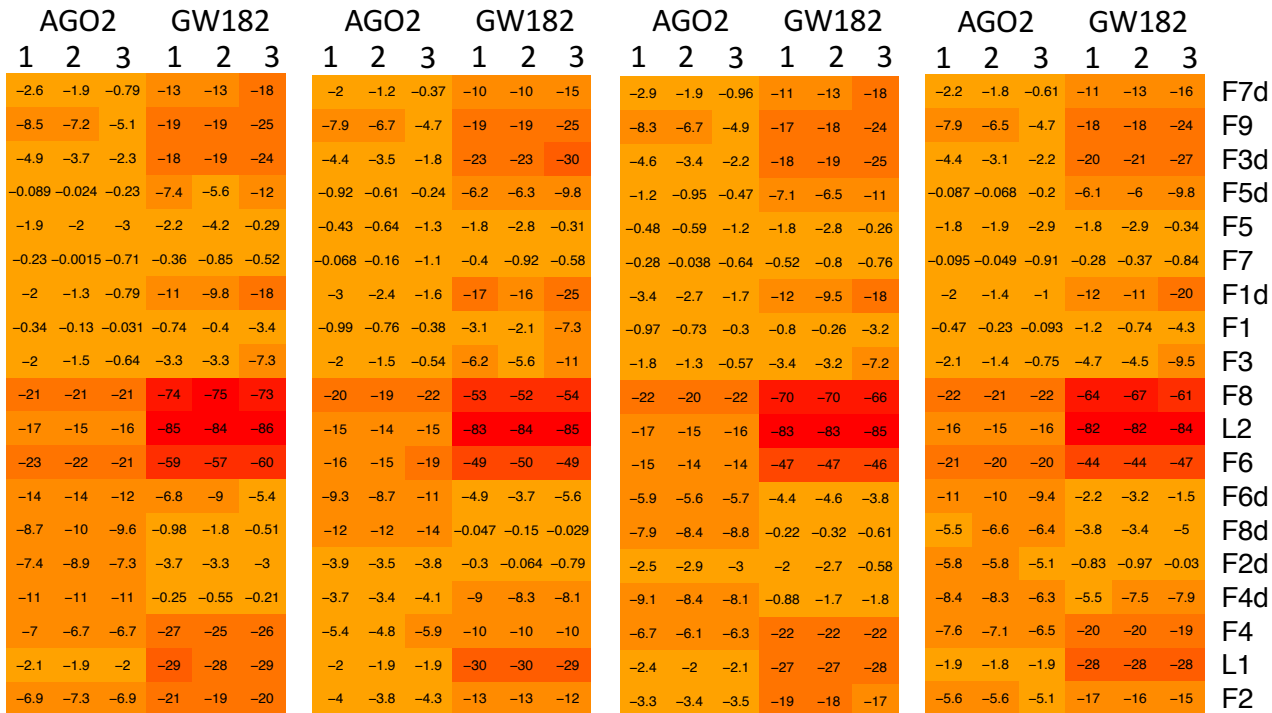 AGO2 GW182 AGO2 GW182 AGO2 GW182 AGO2 GW182
1 2 3 1 2 3 1 2 3 1 2 3 1 2 3 1 2 3 1 2 3 1 2 3
−2.6 −1.9 −0.79 −13 −13 −18 −2 −1.2 −0.37 −10 −10 −15 −2.9 −1.9 −0.96 −11 −13 −18 −2.2 −1.8 −0.61 −11 −13 −16 F7d
−8.5 −7.2 −5.1 −19 −19 −25 −7.9 −6.7 −4.7 −19 −19 −25 −8.3 −6.7 −4.9 −17 −18 −24 −7.9 −6.5 −4.7 −18 −18 −24 F9
−4.9 −3.7 −2.3 −18 −19 −24 −4.4 −3.5 −1.8 −23 −23 −30 −4.6 −3.4 −2.2 −18 −19 −25 −4.4 −3.1 −2.2 −20 −21 −27 F3d
−0.089 −0.024 −0.23 −7.4 −5.6 −12 −0.92 −0.61 −0.24 −6.2 −6.3 −9.8 −1.2 −0.95 −0.47 −7.1 −6.5 −11 −0.087 −0.068 −0.2 −6.1 −6 −9.8 F5d
−1.9 −2 −3 −2.2 −4.2 −0.29 −0.43 −0.64 −1.3 −1.8 −2.8 −0.31 −0.48 −0.59 −1.2 −1.8 −2.8 −0.26 −1.8 −1.9 −2.9 −1.8 −2.9 −0.34 F5
−0.23 −0.0015 −0.71 −0.36 −0.85 −0.52 −0.068 −0.16 −1.1 −0.4 −0.92 −0.58 −0.28 −0.038 −0.64 −0.52 −0.8 −0.76 −0.095 −0.049 −0.91 −0.28 −0.37 −0.84 F7
−2 −1.3 −0.79 −11 −9.8 −18 −3 −2.4 −1.6 −17 −16 −25 −3.4 −2.7 −1.7 −12 −9.5 −18 −2 −1.4 −1 −12 −11 −20 F1d
−0.34 −0.13 −0.031 −0.74 −0.4 −3.4 −0.99 −0.76 −0.38 −3.1 −2.1 −7.3 −0.97 −0.73 −0.3 −0.8 −0.26 −3.2 −0.47 −0.23 −0.093 −1.2 −0.74 −4.3 F1
−2 −1.5 −0.64 −3.3 −3.3 −7.3 −2 −1.5 −0.54 −6.2 −5.6 −11 −1.8 −1.3 −0.57 −3.4 −3.2 −7.2 −2.1 −1.4 −0.75 −4.7 −4.5 −9.5 F3
−21 −21 −21 −74 −75 −73 −20 −19 −22 −53 −52 −54 −22 −20 −22 −70 −70 −66 −22 −21 −22 −64 −67 −61 F8
−17 −15 −16 −85 −84 −86 −15 −14 −15 −83 −84 −85 −17 −15 −16 −83 −83 −85 −16 −15 −16 −82 −82 −84 L2
−23 −22 −21 −59 −57 −60 −16 −15 −19 −49 −50 −49 −15 −14 −14 −47 −47 −46 −21 −20 −20 −44 −44 −47 F6
−14 −14 −12 −6.8 −9 −5.4 −9.3 −8.7 −11 −4.9 −3.7 −5.6 −5.9 −5.6 −5.7 −4.4 −4.6 −3.8 −11 −10 −9.4 −2.2 −3.2 −1.5 F6d
−8.7 −10 −9.6 −0.98 −1.8 −0.51 −12 −12 −14 −0.047 −0.15 −0.029 −7.9 −8.4 −8.8 −0.22 −0.32 −0.61 −5.5 −6.6 −6.4 −3.8 −3.4 −5 F8d
−7.4 −8.9 −7.3 −3.7 −3.3 −3 −3.9 −3.5 −3.8 −0.3 −0.064 −0.79 −2.5 −2.9 −3 −2 −2.7 −0.58 −5.8 −5.8 −5.1 −0.83 −0.97 −0.03 F2d
−11 −11 −11 −0.25 −0.55 −0.21 −3.7 −3.4 −4.1 −9 −8.3 −8.1 −9.1 −8.4 −8.1 −0.88 −1.7 −1.8 −8.4 −8.3 −6.3 −5.5 −7.5 −7.9 F4d
−7 −6.7 −6.7 −27 −25 −26 −5.4 −4.8 −5.9 −10 −10 −10 −6.7 −6.1 −6.3 −22 −22 −22 −7.6 −7.1 −6.5 −20 −20 −19 F4
−2.1 −1.9 −2 −29 −28 −29 −2 −1.9 −1.9 −30 −30 −29 −2.4 −2 −2.1 −27 −27 −28 −1.9 −1.8 −1.9 −28 −28 −28 L1
−6.9 −7.3 −6.9 −21 −19 −20 −4 −3.8 −4.3 −13 −13 −12 −3.3 −3.4 −3.5 −19 −18 −17 −5.6 −5.6 −5.1 −17 −16 −15 F2